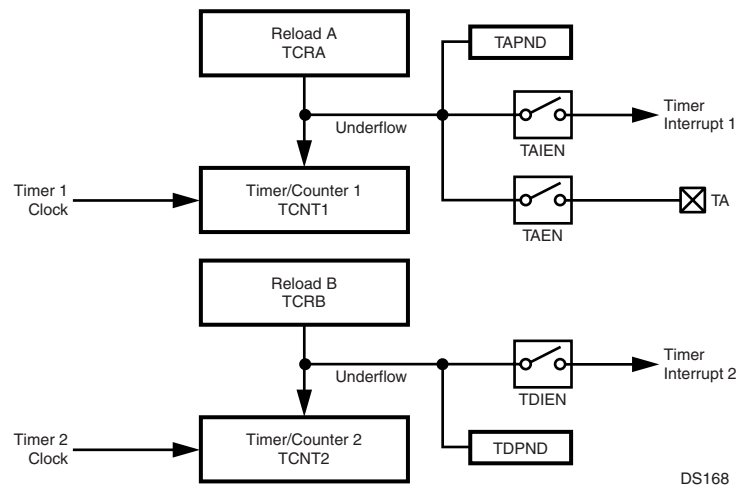 Reload A
TCRA
TAPND
Underflow
TAIEN
Timer
Interrupt 1
Timer 1
Clock
Timer/Counter 1
TCNT1
TAEN
TA
Reload B
TCRB
Underflow
TDIEN
Timer
Interrupt 2
Timer 2
Clock
Timer/Counter 2
TCNT2
TDPND
DS168